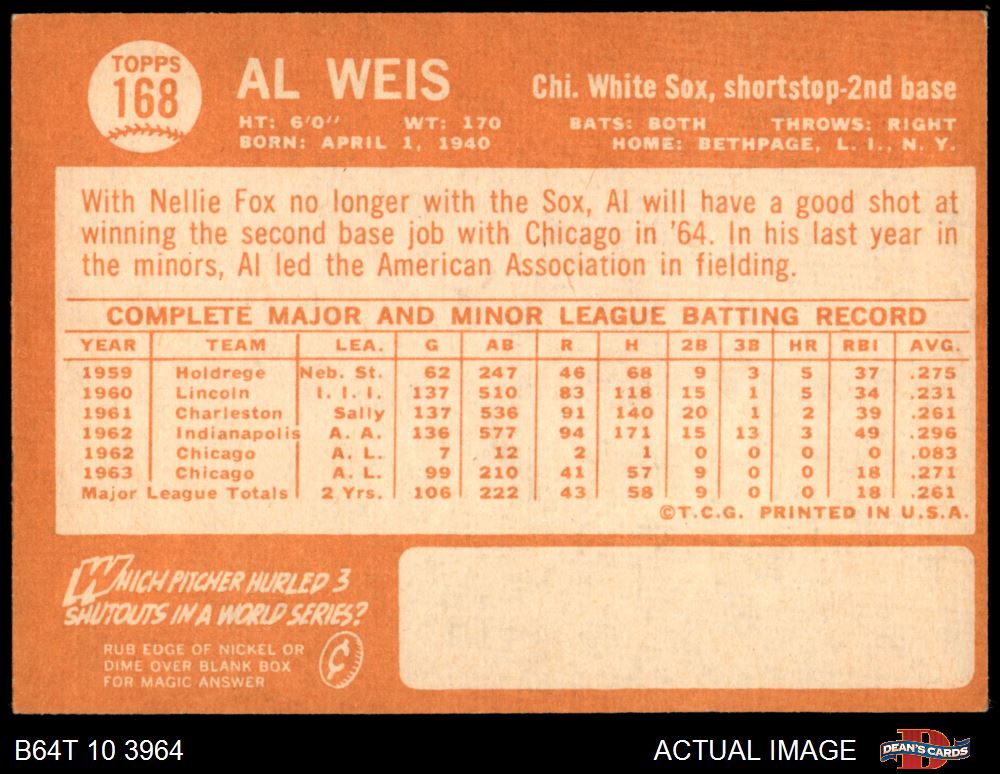 TOPPS
168
AL WEIS
Chi. White Sox, shortstop-2nd base
HT: 6'0" WT: 170 BATS: BOTH THROWS: RIGHT
BORN: APRIL 1, 1940 HOME: BETHPAGE, L. I., N. Y.
With Nellie Fox no longer with the Sox, Al will have a good shot at
winning the second base job with Chicago in '64. In his last year in
the minors, Al led the American Association in fielding.
COMPLETE MAJOR AND MINOR LEAGUE BATTING RECORD
YEAR TEAM LEA. G AB R H 2B 3B HR RBI AVG.
1959 Holdrege Neb. St. 62 247 46 68 9 3 5 37 .275
1960 Lincoln I. I. I. 137 510 83 118 15 1 5 34 .231
1961 Charleston Sally 137 536 91 140 20 1 2 39 .261
1962 Indianapolis A. A. 136 577 94 171 15 13 3 49 .296
1962 Chicago A. L. 7 12 2 1 0 0 0 0 .083
1963 Chicago A. L. 99 210 41 57 9 0 0 18 .271
Major League Totals 2 Yrs. 106 222 43 58 9 0 0 18 .261
©T.C.G. PRINTED IN U.S.A.
WHICH PITCHER HURLED 3
SHUTOUTS IN A WORLD SERIES?
RUB EDGE OF NICKEL OR
DIME OVER BLANK BOX
FOR MAGIC ANSWER
¢
B64T 10 3964
ACTUAL IMAGE
D
DEAN'S CARDS